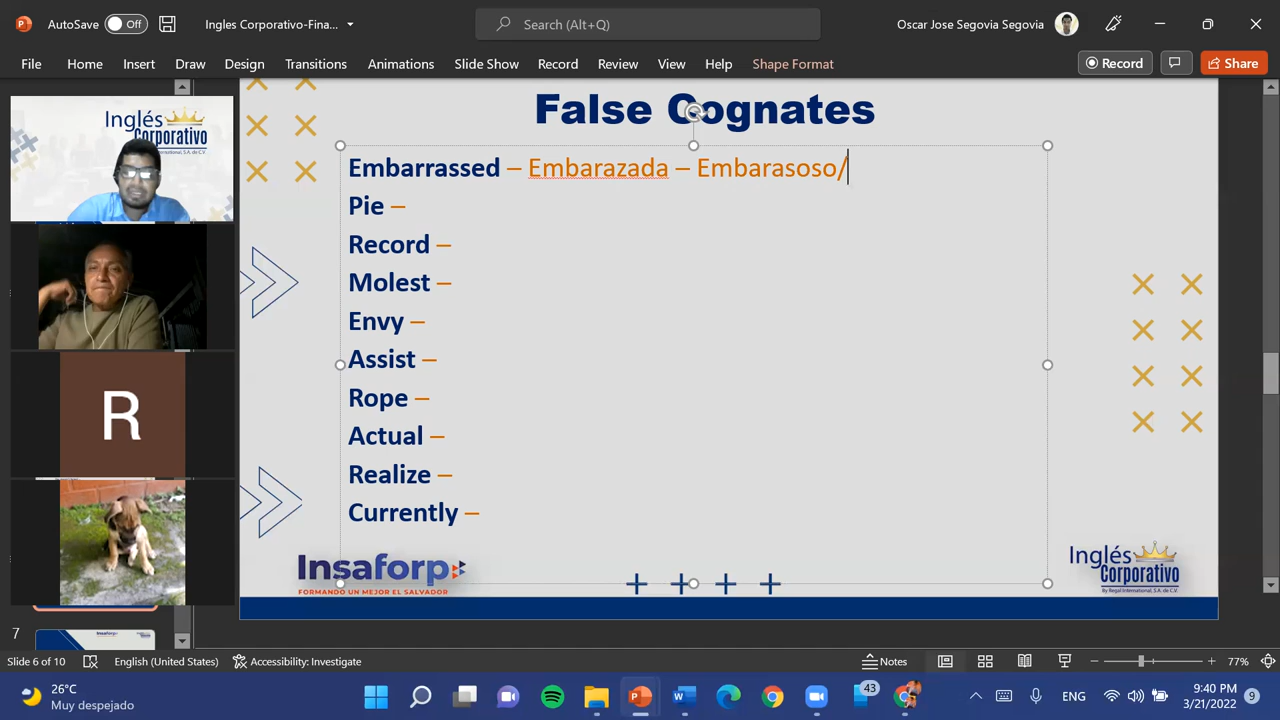 AutoSave Off Ingles Corporativo-Fina... Search (Alt+Q) Oscar Jose Segovia Segovia
File Home Insert Draw Design Transitions Animations Slide Show Record Review View Help Shape Format Record Share
Inglés
Corporativo
R
False Cognates
Embarrassed – Embarazada – Embarasoso/
Pie –
Record –
Molest –
Envy –
Assist –
Rope –
Actual –
Realize –
Currently –
Insaforp
FORMANDO UN MEJOR EL SALVADOR
Inglés
Corporativo
By Regal International, S.A. de C.V.
7
Slide 6 of 10 English (United States) Accessibility: Investigate Notes 77%
26°C
Muy despejado
43
ENG
9:40 PM
3/21/2022
9